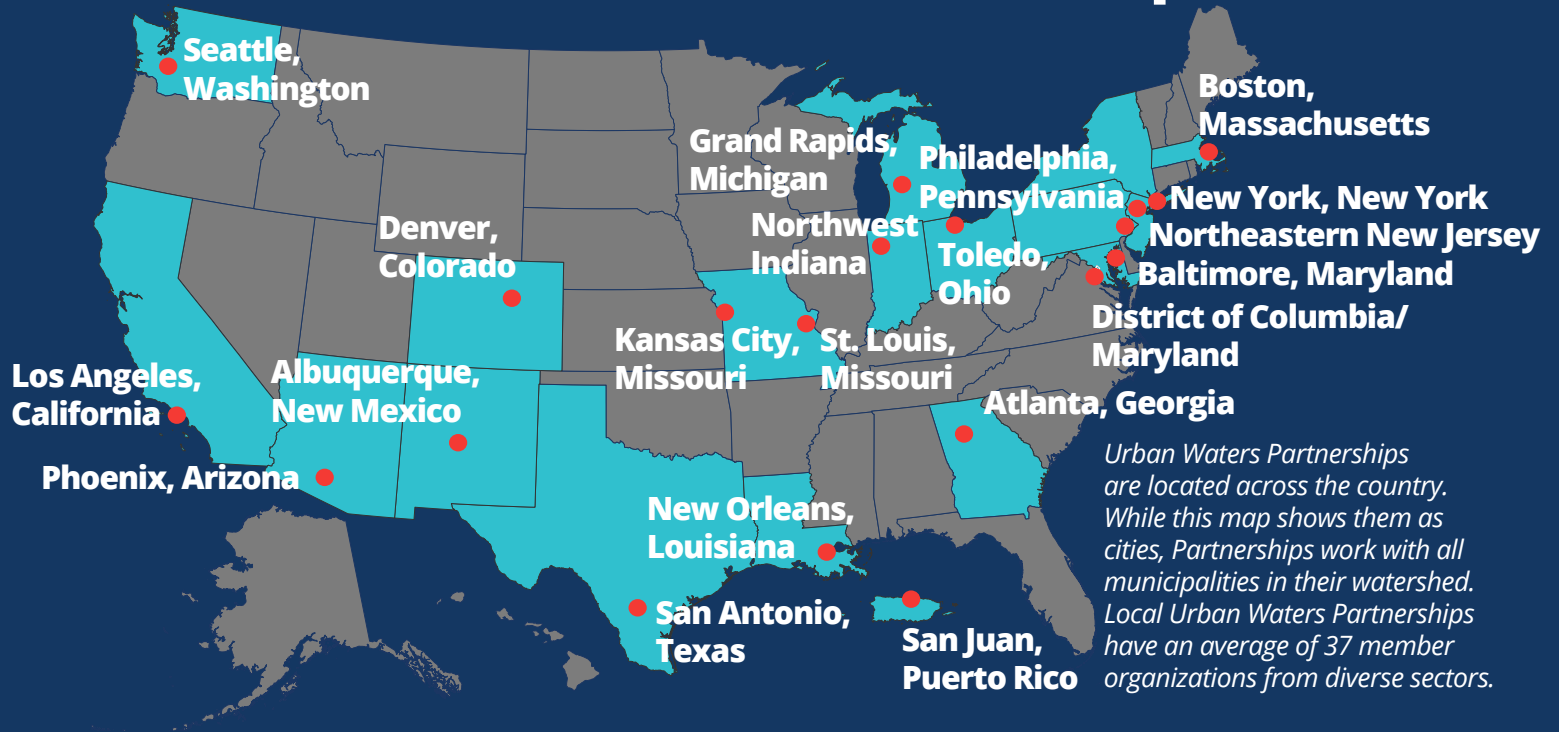 Seattle,
Washington
Boston,
Massachusetts
Grand Rapids,
Michigan
Philadelphia,
Pennsylvania
New York, New York
Denver,
Colorado
Northwest
Indiana
Toledo,
Ohio
Northeastern New Jersey
Baltimore, Maryland
District of Columbia/
Maryland
Kansas City,
Missouri
St. Louis,
Missouri
Los Angeles,
California
Albuquerque,
New Mexico
Atlanta, Georgia
Phoenix, Arizona
New Orleans,
Louisiana
San Antonio,
Texas
San Juan,
Puerto Rico
Urban Waters Partnerships
are located across the country.
While this map shows them as
cities, Partnerships work with all
municipalities in their watershed.
Local Urban Waters Partnerships
have an average of 37 member
organizations from diverse sectors.